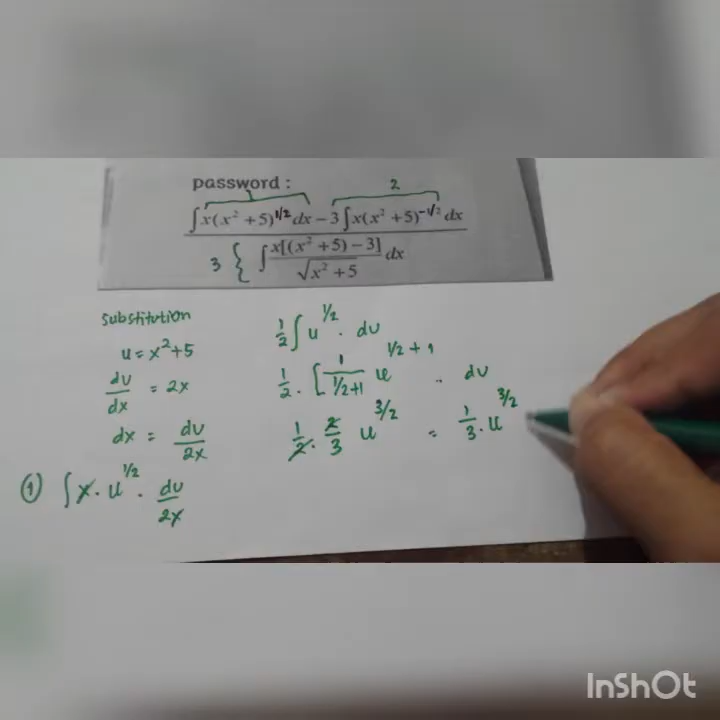 password :
1 2
∫x(x² + 5)^1/2 dx − 3∫x(x² + 5)^−1/2 dx
3 { ∫ x[(x² + 5) − 3] / √x² + 5 dx
substitution
u = x²+5
du/dx = 2x
dx = du/2x
① ∫x · u^1/2 · du/2x
1/2 ∫ u^1/2 · du
1/2 · [1/(1/2+1) u^1/2 + 1 · du
1/2 · 2/3 u^3/2 = 1/3 · u^3/2
InShOt